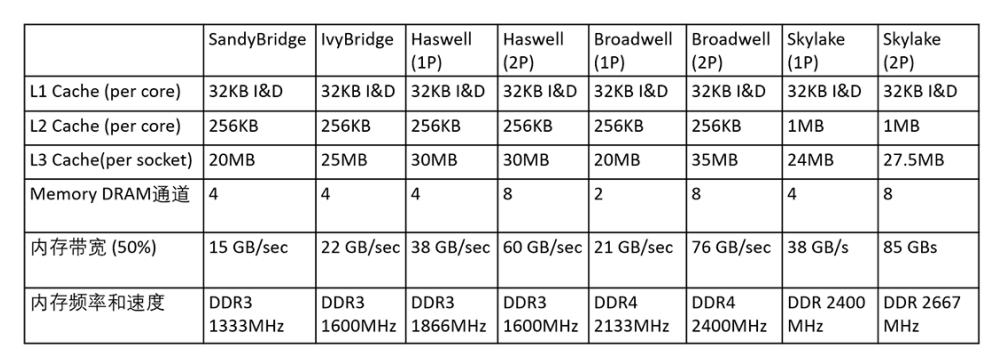 SandyBridge IvyBridge Haswell (1P) Haswell (2P) Broadwell (1P) Broadwell (2P) Skylake (1P) Skylake (2P)
L1 Cache (per core) 32KB I&D 32KB I&D 32KB I&D 32KB I&D 32KB I&D 32KB I&D 32KB I&D 32KB I&D
L2 Cache (per core) 256KB 256KB 256KB 256KB 256KB 256KB 1MB 1MB
L3 Cache(per socket) 20MB 25MB 30MB 30MB 20MB 35MB 24MB 27.5MB
Memory DRAM通道 4 4 4 8 2 8 4 8
内存带宽 (50%) 15 GB/sec 22 GB/sec 38 GB/sec 60 GB/sec 21 GB/sec 76 GB/sec 38 GB/s 85 GBs
内存频率和速度 DDR3 1333MHz DDR3 1600MHz DDR3 1866MHz DDR3 1600MHz DDR4 2133MHz DDR4 2400MHz DDR 2400 MHz DDR 2667 MHz